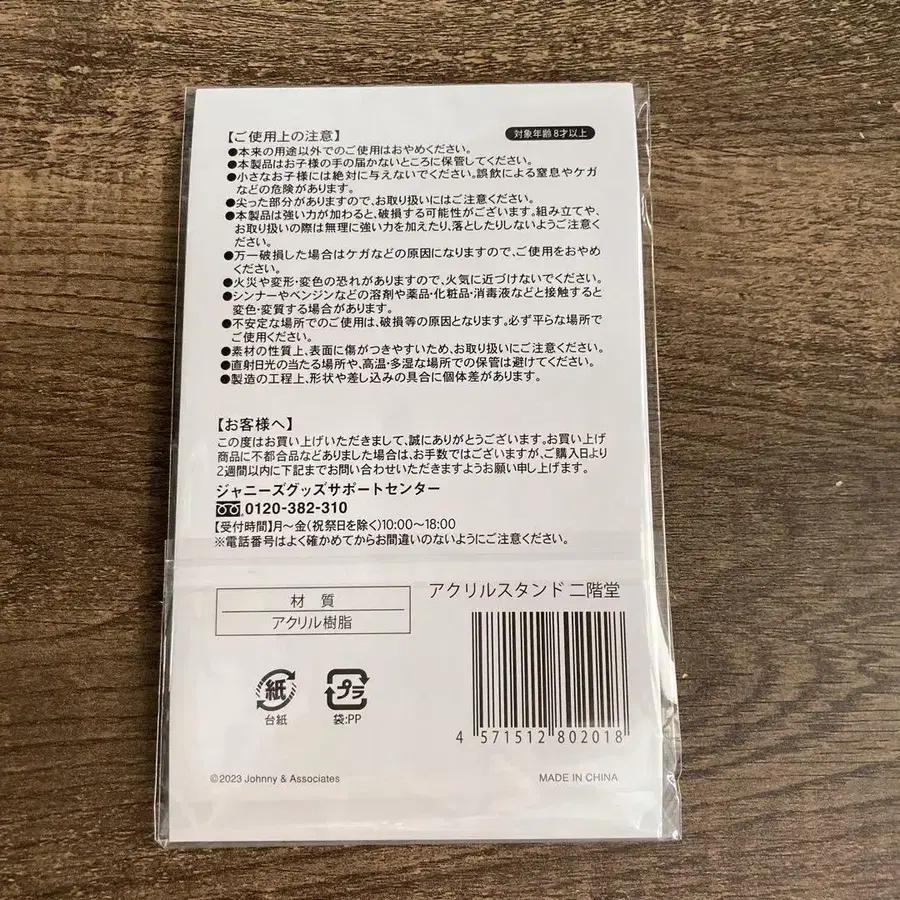 【ご使用上の注意】
対象年齢8才以上
●本来の用途以外でのご使用はおやめください。
●本製品はお子様の手の届かないところに保管してください。
●小さなお子様には絶対に与えないでください。誤飲による窒息やケガ
などの危険があります。
●尖った部分がありますので、お取り扱いにはご注意ください。
●本製品は強い力が加わると、破損する可能性がございます。組み立てや、
お取り扱いの際は無理に強い力を加えたり、落としたりしないようご注意く
ださい。
●万一破損した場合はケガなどの原因になりますので、ご使用をおやめ
ください。
●火災や変形・変色の恐れがありますので、火気に近づけないでください。
●シンナーやベンジンなどの溶剤や薬品・化粧品・消毒液などと接触すると
変色・変質する場合があります。
●不安定な場所でのご使用は、破損等の原因となります。必ず平らな場所で
ご使用ください。
●素材の性質上、表面に傷がつきやすいため、お取り扱いにご注意ください。
●直射日光の当たる場所や、高温・多湿な場所での保管は避けてください。
●製造の工程上、形状や差し込みの具合に個体差があります。
【お客様へ】
この度はお買い上げいただきまして、誠にありがとうございます。お買い上げ
商品に不都合品などありました場合は、お手数ではございますが、ご購入日より
2週間以内に下記までお問い合わせいただきますようお願い申し上げます。
ジャニーズグッズサポートセンター
0120-382-310
【受付時間】月～金(祝祭日を除く)10:00～18:00
※電話番号はよく確かめてからお間違いのないようにご注意ください。
アクリルスタンド 二階堂
材 質
アクリル樹脂
紙
台紙
プラ
袋:PP
4 571512 802018
©2023 Johnny & Associates
MADE IN CHINA